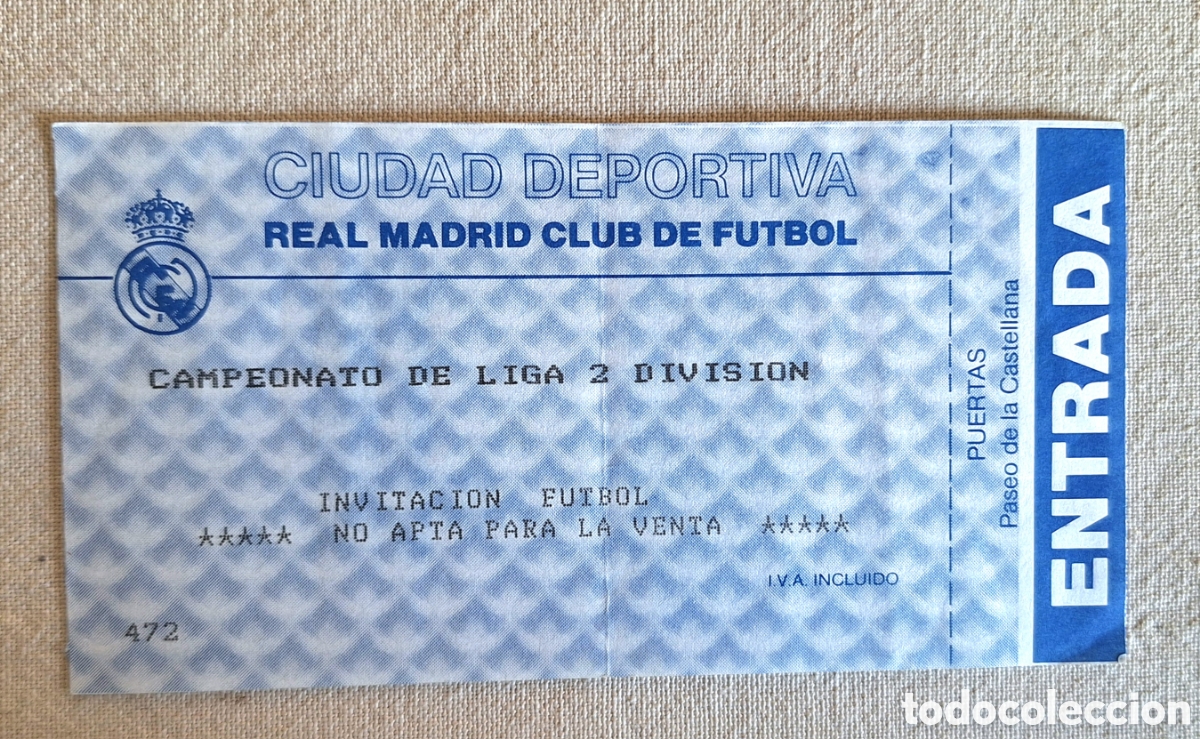 CIUDAD DEPORTIVA
REAL MADRID CLUB DE FUTBOL
CAMPEONATO DE LIGA 2 DIVISION
INVITACION FUTBOL
***** NO APTA PARA LA VENTA *****
I.V.A. INCLUIDO
472
PUERTAS
Paseo de la Castellana
ENTRADA
todocoleccion